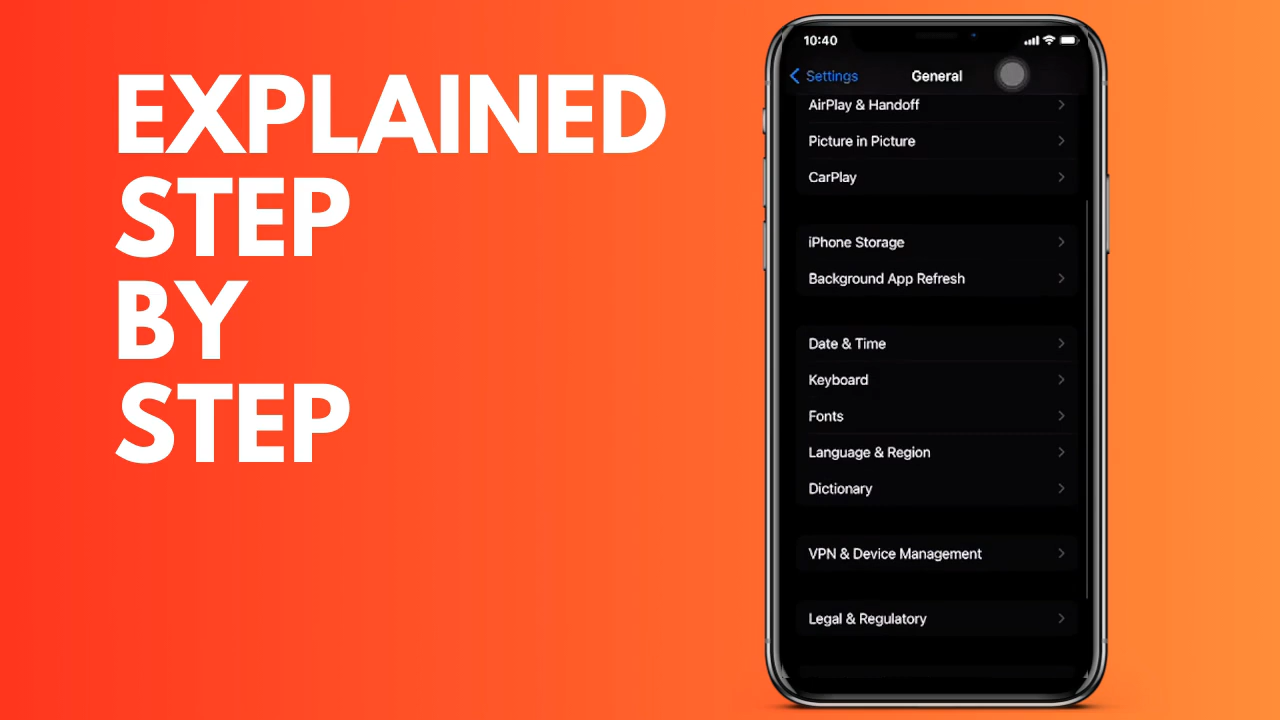 EXPLAINED
STEP
BY
STEP
10:40
Settings General
AirPlay & Handoff
Picture in Picture
CarPlay
iPhone Storage
Background App Refresh
Date & Time
Keyboard
Fonts
Language & Region
Dictionary
VPN & Device Management
Legal & Regulatory